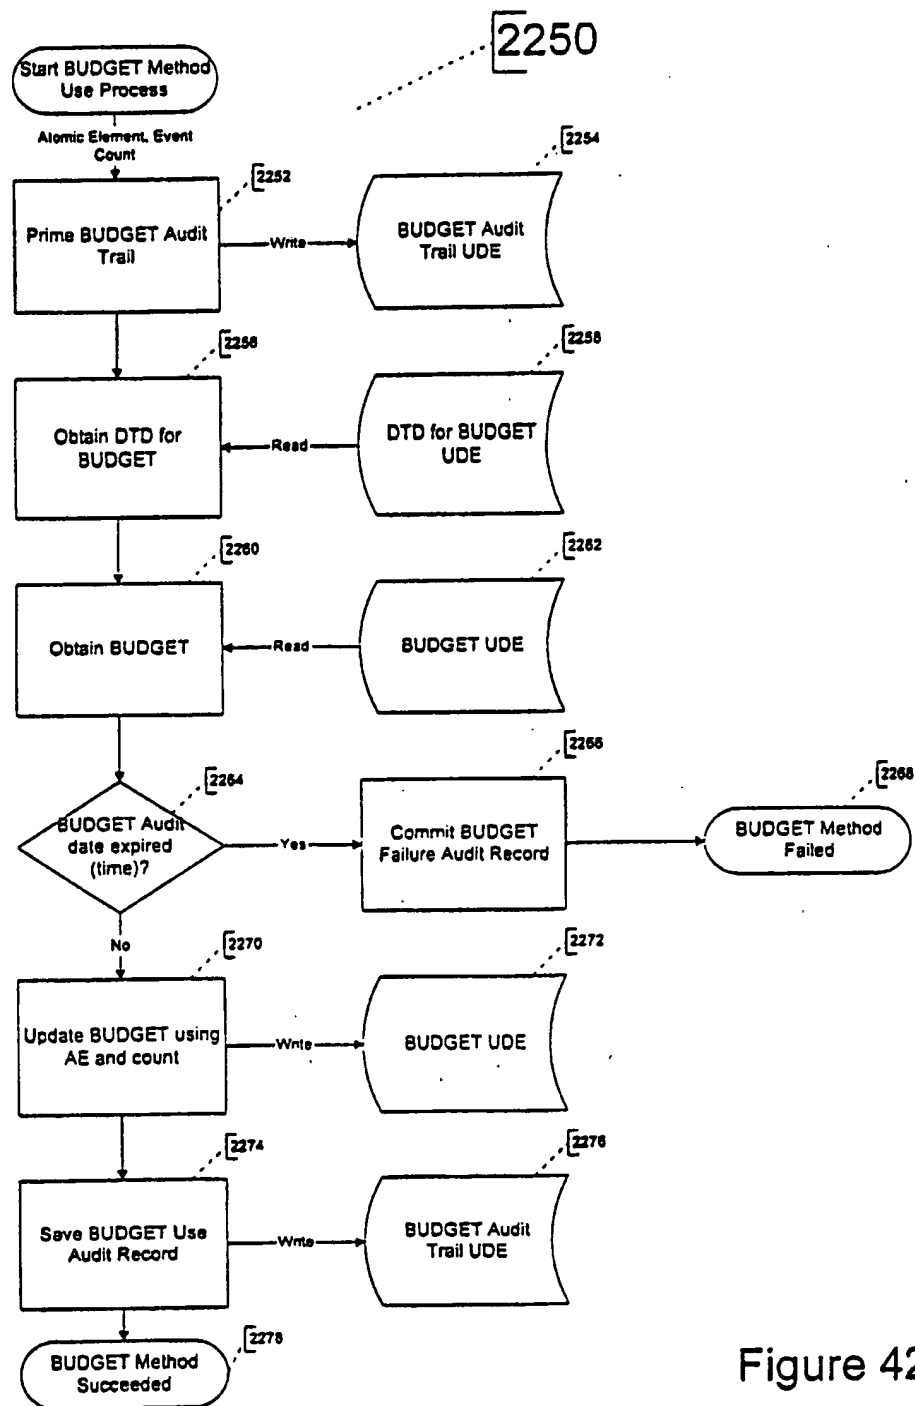 2250
Start BUDGET Method
Use Process
Atomic Element, Event
Count
2252
2254
Prime BUDGET Audit
Trail
Write
BUDGET Audit
Trail UDE
2256
2258
Obtain DTD for
BUDGET
Read
DTD for BUDGET
UDE
2260
2262
Obtain BUDGET
Read
BUDGET UDE
2264
2266
2268
BUDGET Audit
date expired
(time)?
Yes
Commit BUDGET
Failure Audit Record
BUDGET Method
Failed
No
2270
2272
Update BUDGET using
AE and count
Write
BUDGET UDE
2274
2276
Save BUDGET Use
Audit Record
Write
BUDGET Audit
Trail UDE
2278
BUDGET Method
Succeeded
Figure 42